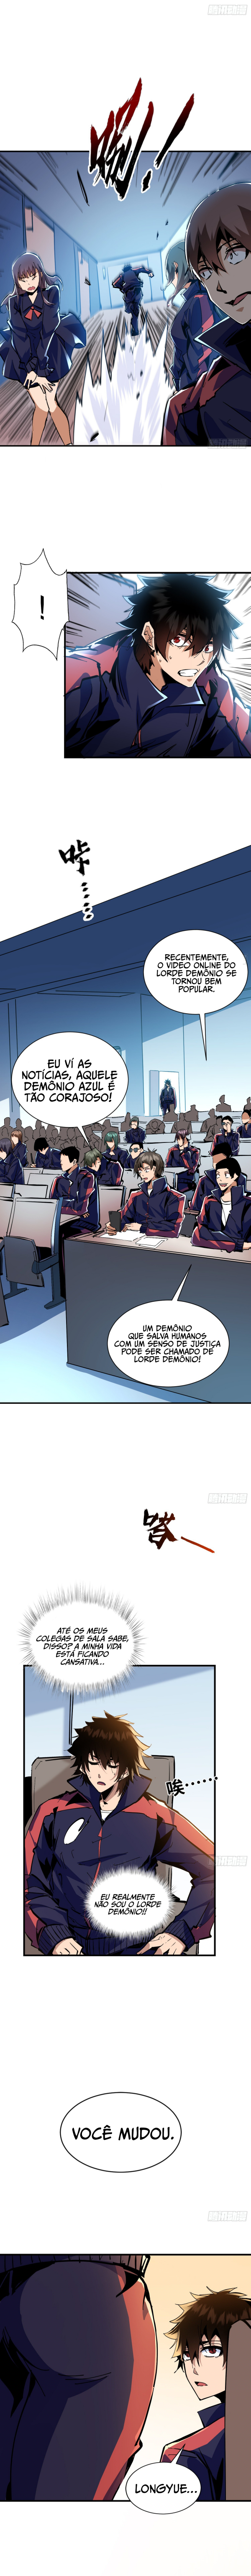 嘭!!
!
咔……
RECENTEMENTE,
O VIDEO ONLINE DO
LORDE DEMÔNIO SE
TORNOU BEM
POPULAR.
EU VÍ AS
NOTÍCIAS, AQUELE
DEMÔNIO AZUL É
TÃO CORAJOSO!
UM DEMÔNIO
QUE SALVA HUMANOS
COM UM SENSO DE JUSTIÇA
PODE SER CHAMADO DE
LORDE DEMÔNIO!
ATÉ OS MEUS
COLEGAS DE SALA SABE,
DISSO? A MINHA VIDA
ESTÁ FICANDO
CANSATIVA...
唉……
EU REALMENTE
NÃO SOU O LORDE
DEMÔNIO!!
VOCÊ MUDOU.
LONGYUE...